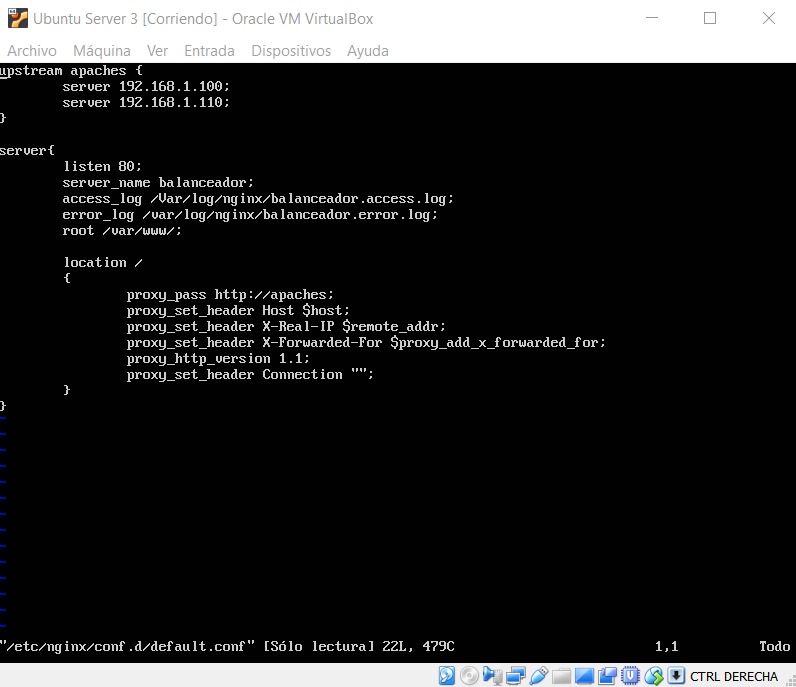 Ubuntu Server 3 [Corriendo] - Oracle VM VirtualBox
Archivo Máquina Ver Entrada Dispositivos Ayuda
upstream apaches {
        server 192.168.1.100;
        server 192.168.1.110;
}

server{
        listen 80;
        server_name balanceador;
        access_log /Var/log/nginx/balanceador.access.log;
        error_log /var/log/nginx/balanceador.error.log;
        root /var/www/;

        location /
        {
                proxy_pass http://apaches;
                proxy_set_header Host $host;
                proxy_set_header X-Real-IP $remote_addr;
                proxy_set_header X-Forwarded-For $proxy_add_x_forwarded_for;
                proxy_http_version 1.1;
                proxy_set_header Connection "";
        }
}
~
~
~
~
~
~
~
~
~
~
~
~
~
~
"/etc/nginx/conf.d/default.conf" [Sólo lectura] 22L, 479C 1,1 Todo
CTRL DERECHA